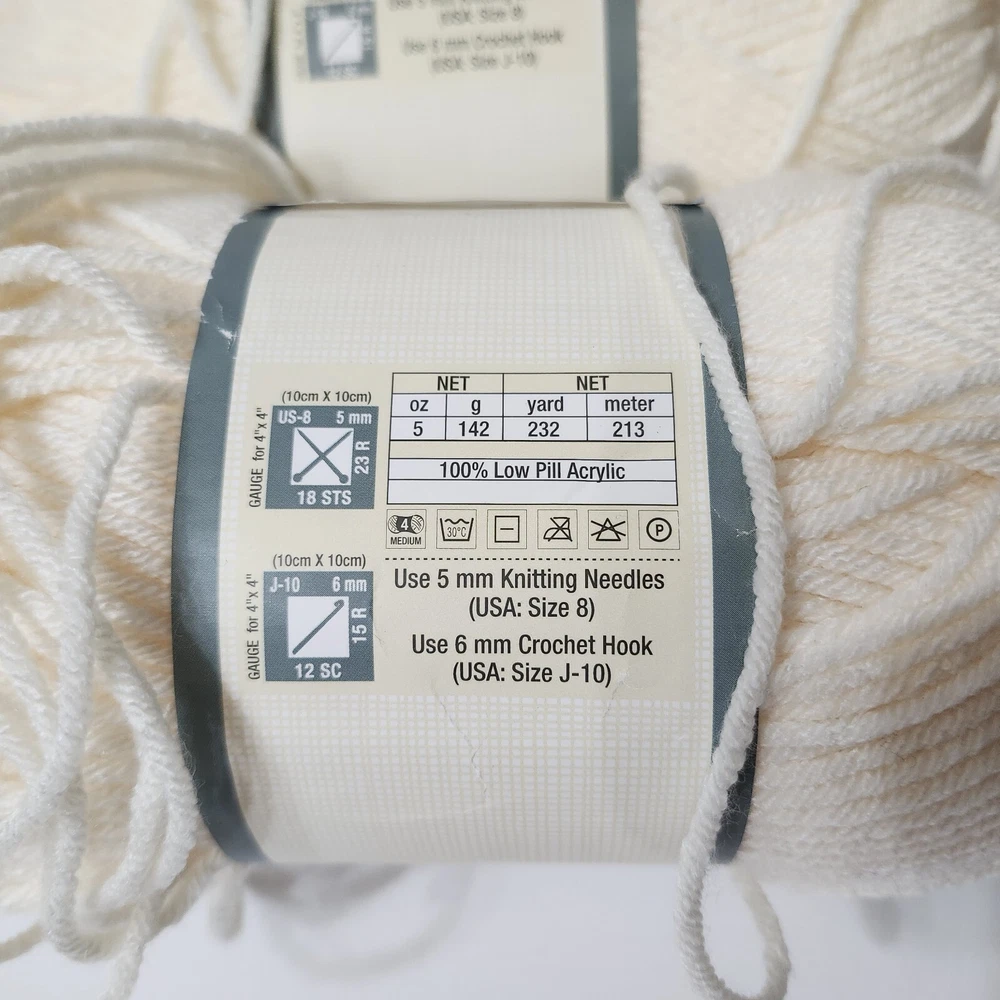 Use 5 mm Crochet Hook
(USA: Size J-10)
(10cm X 10cm)
US-8 5 mm
GAUGE for 4"x 4"
23 R
18 STS
NET NET
oz g yard meter
5 142 232 213
100% Low Pill Acrylic
4
MEDIUM
30°C
P
(10cm X 10cm)
J-10 6 mm
GAUGE for 4"x 4"
15 R
12 SC
Use 5 mm Knitting Needles
(USA: Size 8)
Use 6 mm Crochet Hook
(USA: Size J-10)